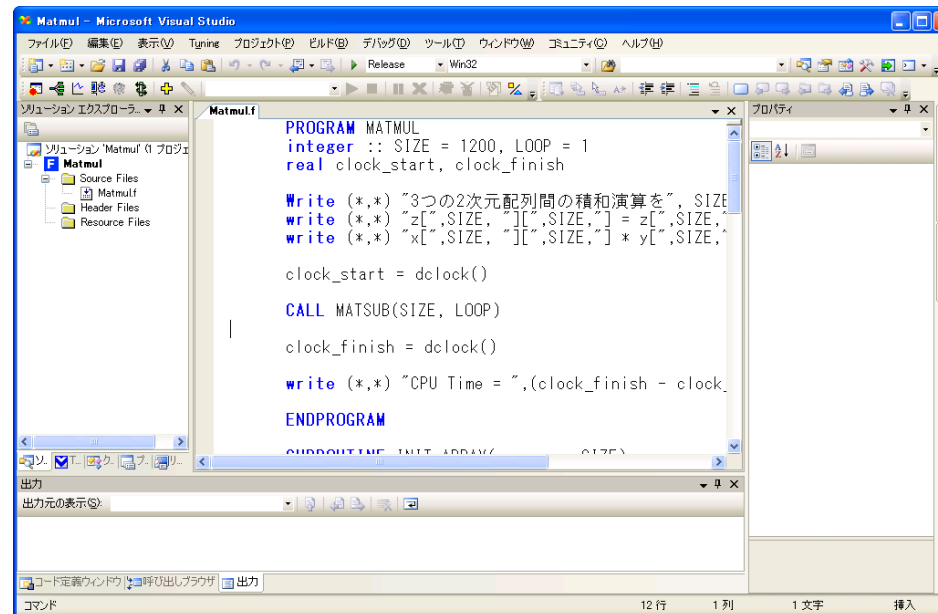 Matmul - Microsoft Visual Studio
ファイル(F) 編集(E) 表示(V) Tuning プロジェクト(P) ビルド(B) デバッグ(D) ツール(T) ウィンドウ(W) コミュニティ(C) ヘルプ(H)
Release Win32
ソリューション エクスプローラ...
Matmul.f
プロパティ
ソリューション 'Matmul' (1 プロジェ
Matmul
Source Files
Matmul.f
Header Files
Resource Files
PROGRAM MATMUL
integer :: SIZE = 1200, LOOP = 1
real clock_start, clock_finish
Write (*,*) "3つの2次元配列間の積和演算を", SIZE
write (*,*) "z[",SIZE, "][",SIZE,"] = z[",SIZE,"
write (*,*) "x[",SIZE, "][",SIZE,"] * y[",SIZE,"
clock_start = dclock()
CALL MATSUB(SIZE, LOOP)
clock_finish = dclock()
write (*,*) "CPU Time = ",(clock_finish - clock_
ENDPROGRAM
ソ... T... ク... プ... リ...
出力
出力元の表示(S):
コード定義ウィンドウ 呼び出しブラウザ 出力
コマンド 12 行 1 列 1 文字 挿入